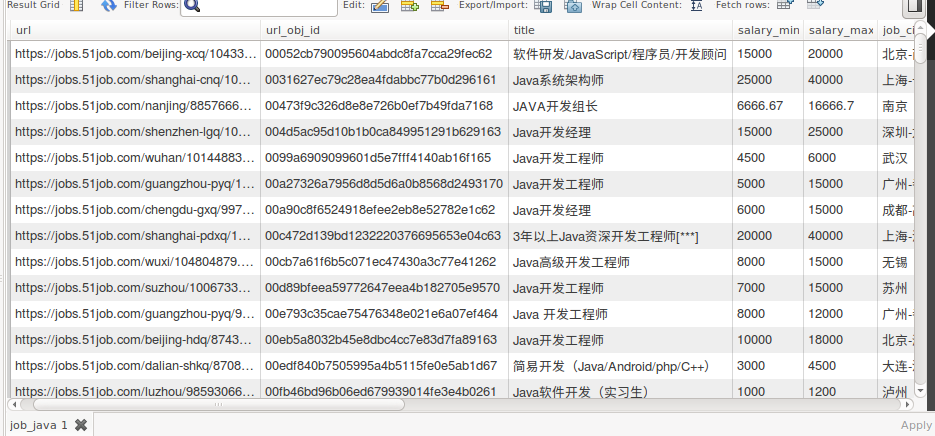 Result Grid Filter Rows: Edit: Export/Import: Wrap Cell Content: Fetch rows:
url url_obj_id title salary_min salary_max job_ci
https://jobs.51job.com/beijing-xcq/10433... 00052cb790095604abdc8fa7cca29fec62 软件研发/JavaScript/程序员/开发顾问 15000 20000 北京-
https://jobs.51job.com/shanghai-cnq/10... 0031627ec79c28ea4fdabbc77b0d296161 Java系统架构师 25000 40000 上海-
https://jobs.51job.com/nanjing/8857666... 00473f9c326d8e8e726b0ef7b49fda7168 JAVA开发组长 6666.67 16666.7 南京
https://jobs.51job.com/shenzhen-lgq/10... 004d5ac95d10b1b0ca849951291b629163 Java开发经理 15000 25000 深圳-
https://jobs.51job.com/wuhan/10144883... 0099a6909099601d5e7fff4140ab16f165 Java开发工程师 4500 6000 武汉
https://jobs.51job.com/guangzhou-pyq/1... 00a27326a7956d8d5d6a0b8568d2493170 Java开发工程师 5000 15000 广州-
https://jobs.51job.com/chengdu-gxq/997... 00a90c8f6524918efee2eb8e52782e1c62 Java开发经理 6000 15000 成都-
https://jobs.51job.com/shanghai-pdxq/1... 00c472d139bd1232220376695653e04c63 3年以上Java资深开发工程师[***] 20000 40000 上海-
https://jobs.51job.com/wuxi/104804879.... 00cb7a61f6b5c071ec47430a3c77e41262 Java高级开发工程师 8000 15000 无锡
https://jobs.51job.com/suzhou/1006733... 00d89bfeea59772647eea4b182705e9570 Java开发工程师 7000 15000 苏州
https://jobs.51job.com/guangzhou-pyq/9... 00e793c35cae75476348e021e6a07ef464 Java 开发工程师 8000 12000 广州-
https://jobs.51job.com/beijing-hdq/8743... 00eb5a8032b45e8dbc4cc7e83d7fa89163 Java开发工程师 10000 18000 北京-
https://jobs.51job.com/dalian-shkq/8708... 00edf840b7505995a4b5115fe0e5ab1d67 简易开发（Java/Android/php/C++） 3000 4500 大连-
https://jobs.51job.com/luzhou/98593066... 00fb46bd96b06ed679939014fe3e4b0261 Java软件开发（实习生） 1000 1200 泸州
job_java 1 Apply